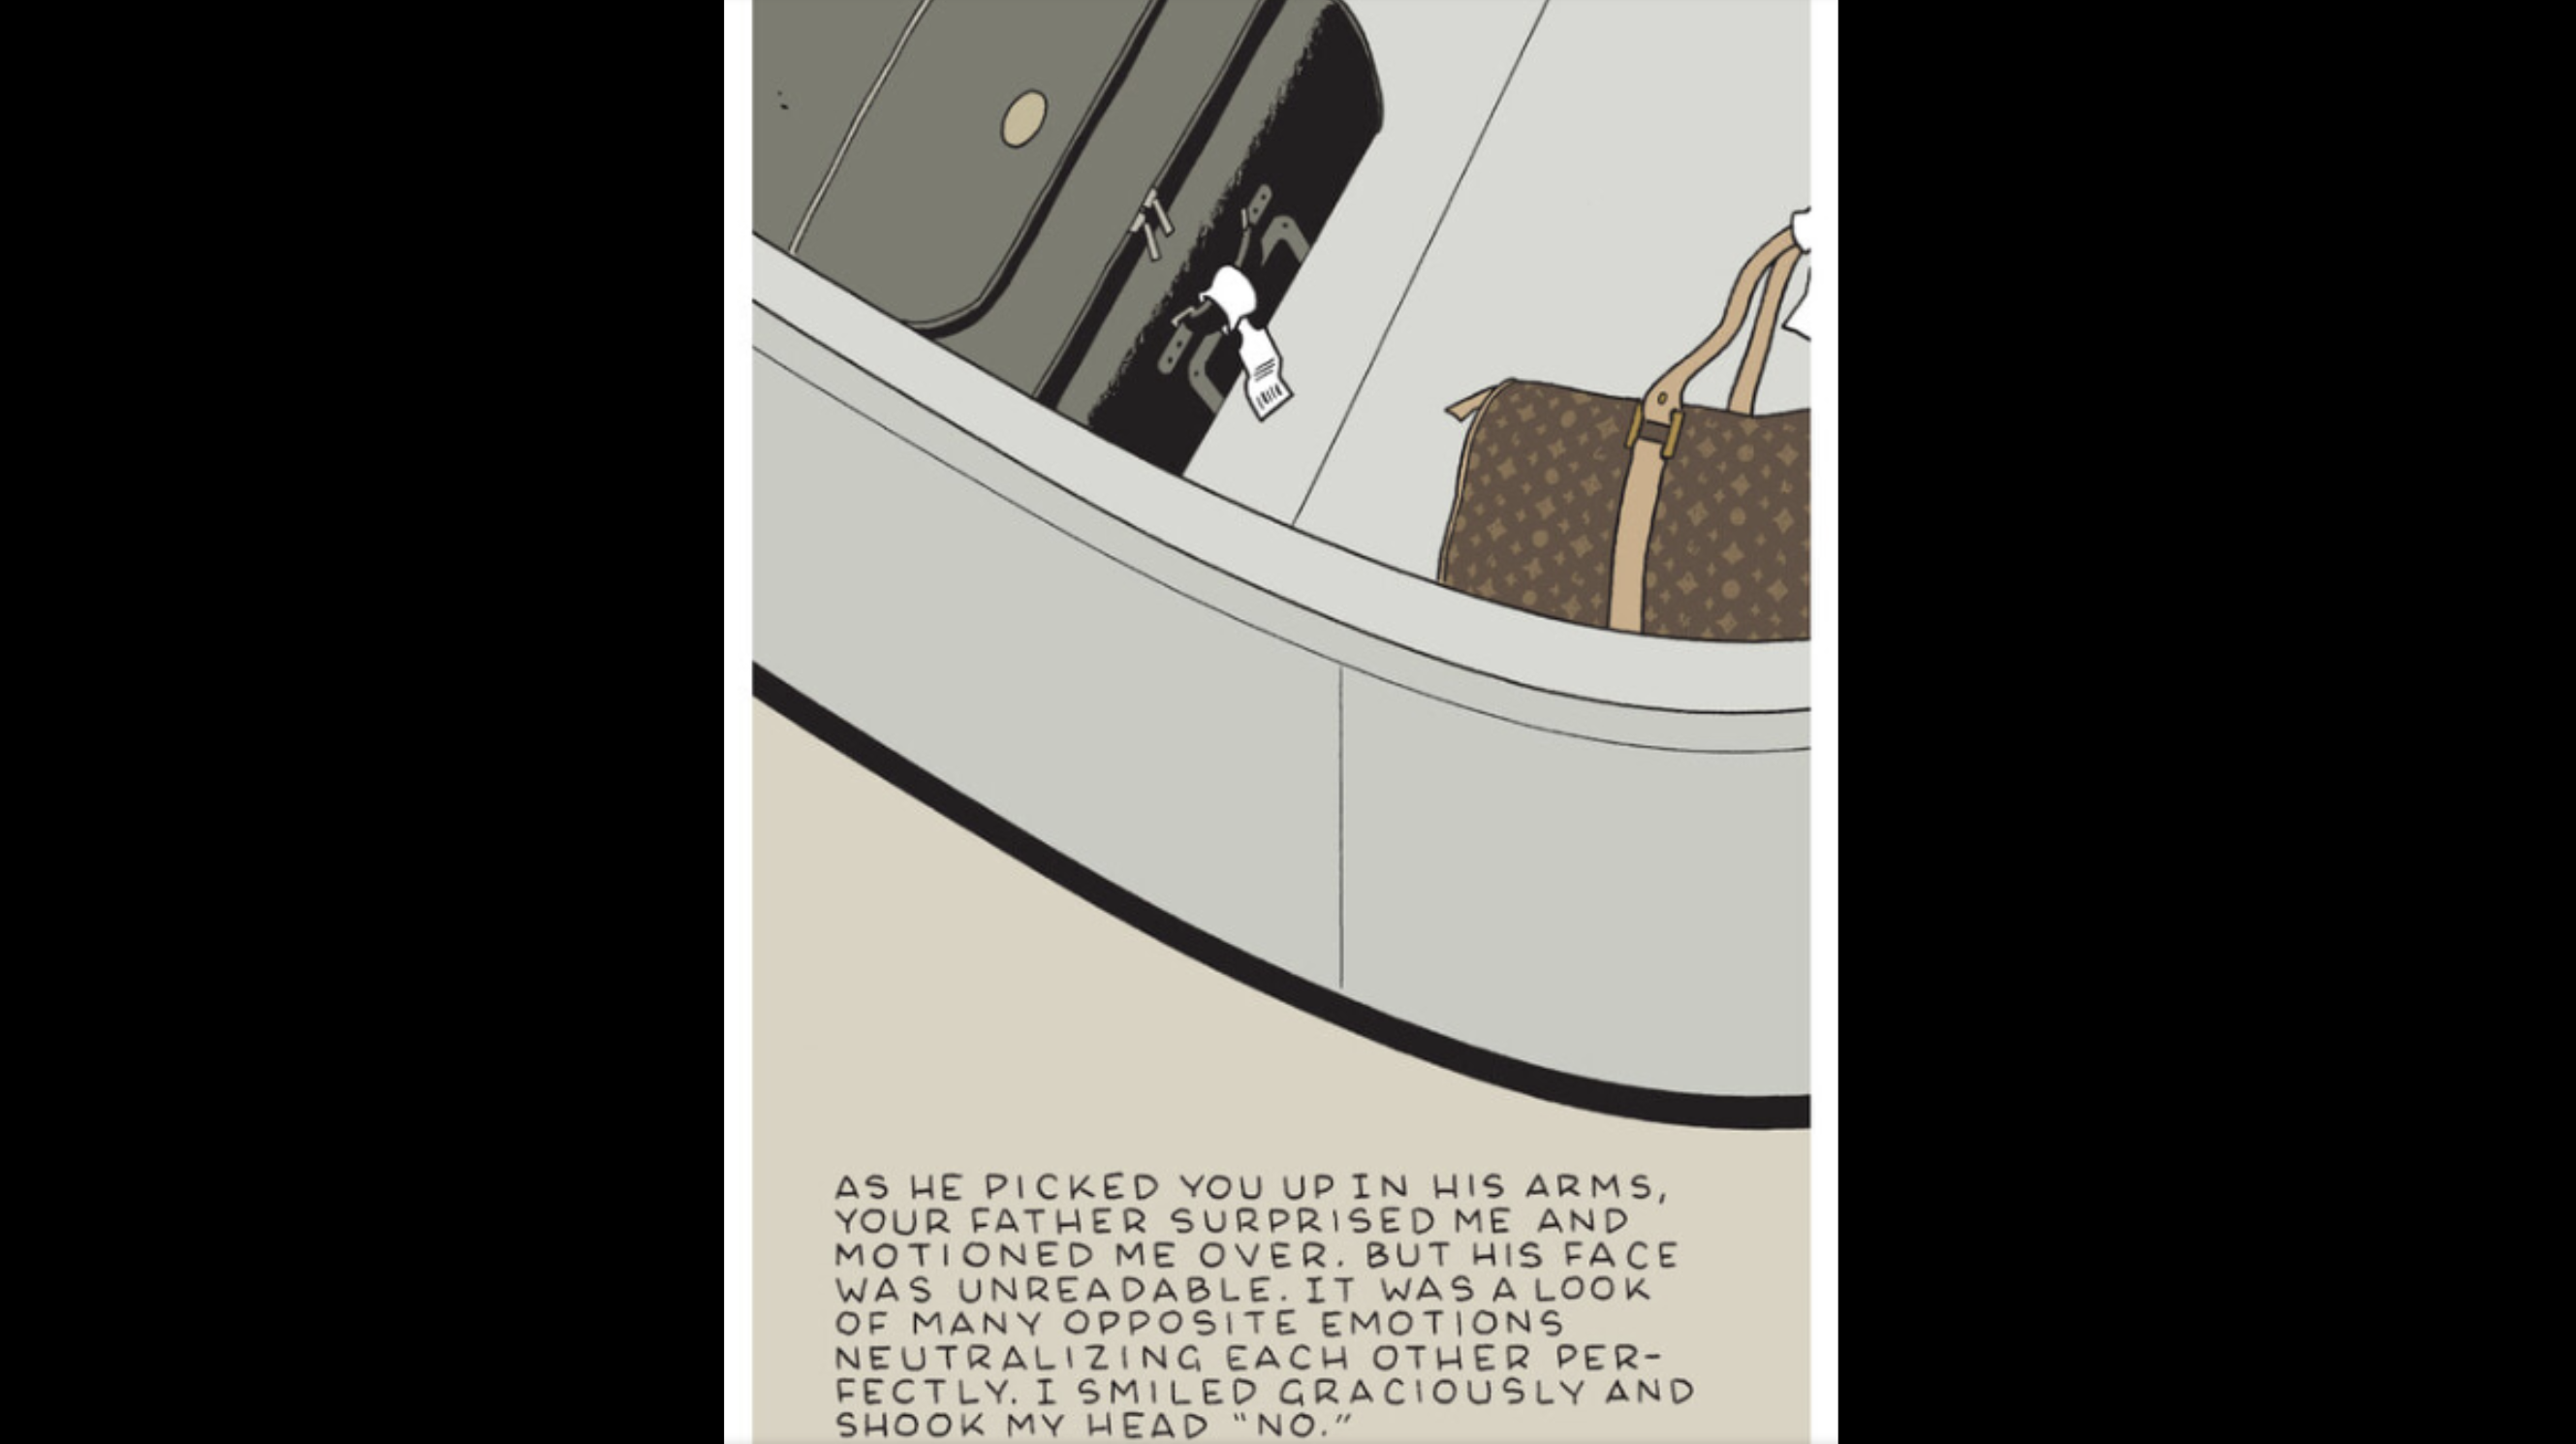 AS HE PICKED YOU UP IN HIS ARMS,
YOUR FATHER SURPRISED ME AND
MOTIONED ME OVER. BUT HIS FACE
WAS UNREADABLE. IT WAS A LOOK
OF MANY OPPOSITE EMOTIONS
NEUTRALIZING EACH OTHER PER-
FECTLY. I SMILED GRACIOUSLY AND
SHOOK MY HEAD "NO."